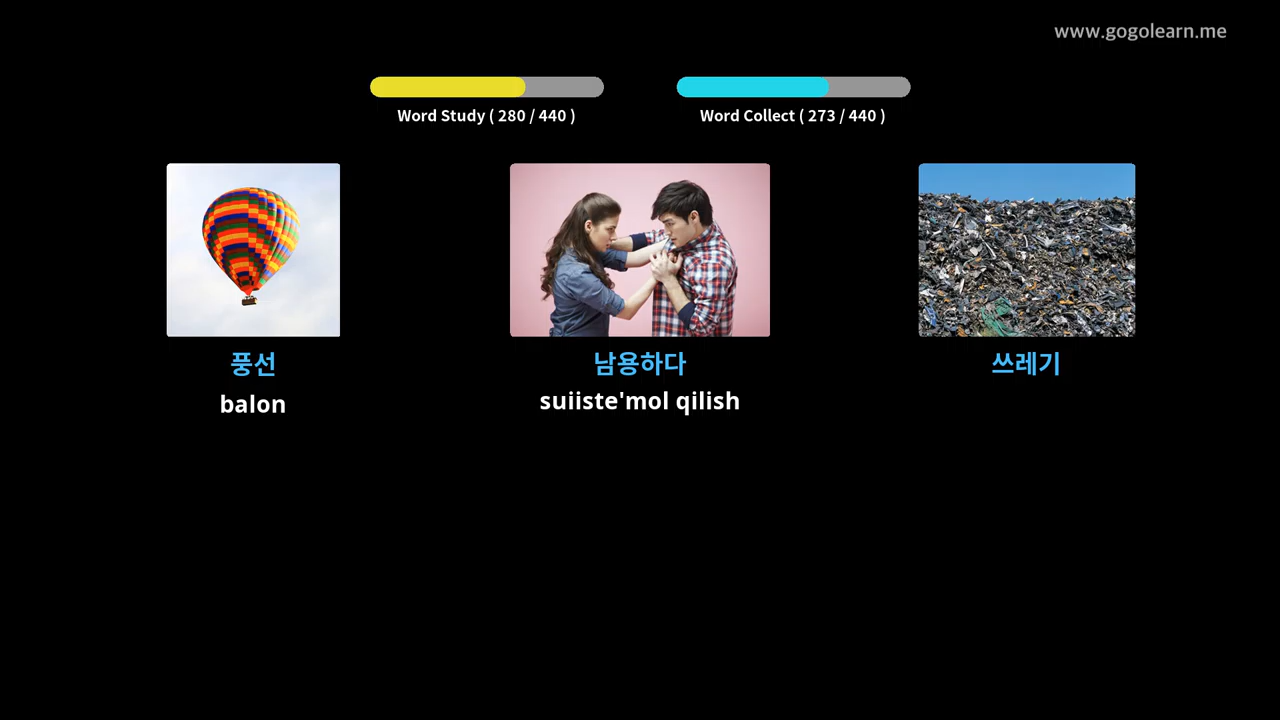 www.gogolearn.me
Word Study ( 280 / 440 )
Word Collect ( 273 / 440 )
풍선
남용하다
쓰레기
balon
suiiste'mol qilish